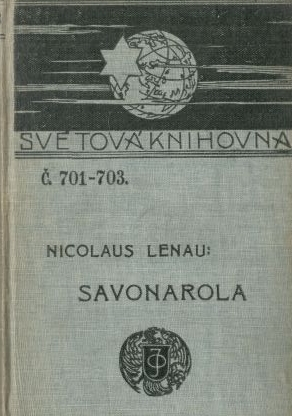 SVĚTOVÁ KNIHOVNA
Č. 701-703.
NICOLAUS LENAU:
SAVONAROLA